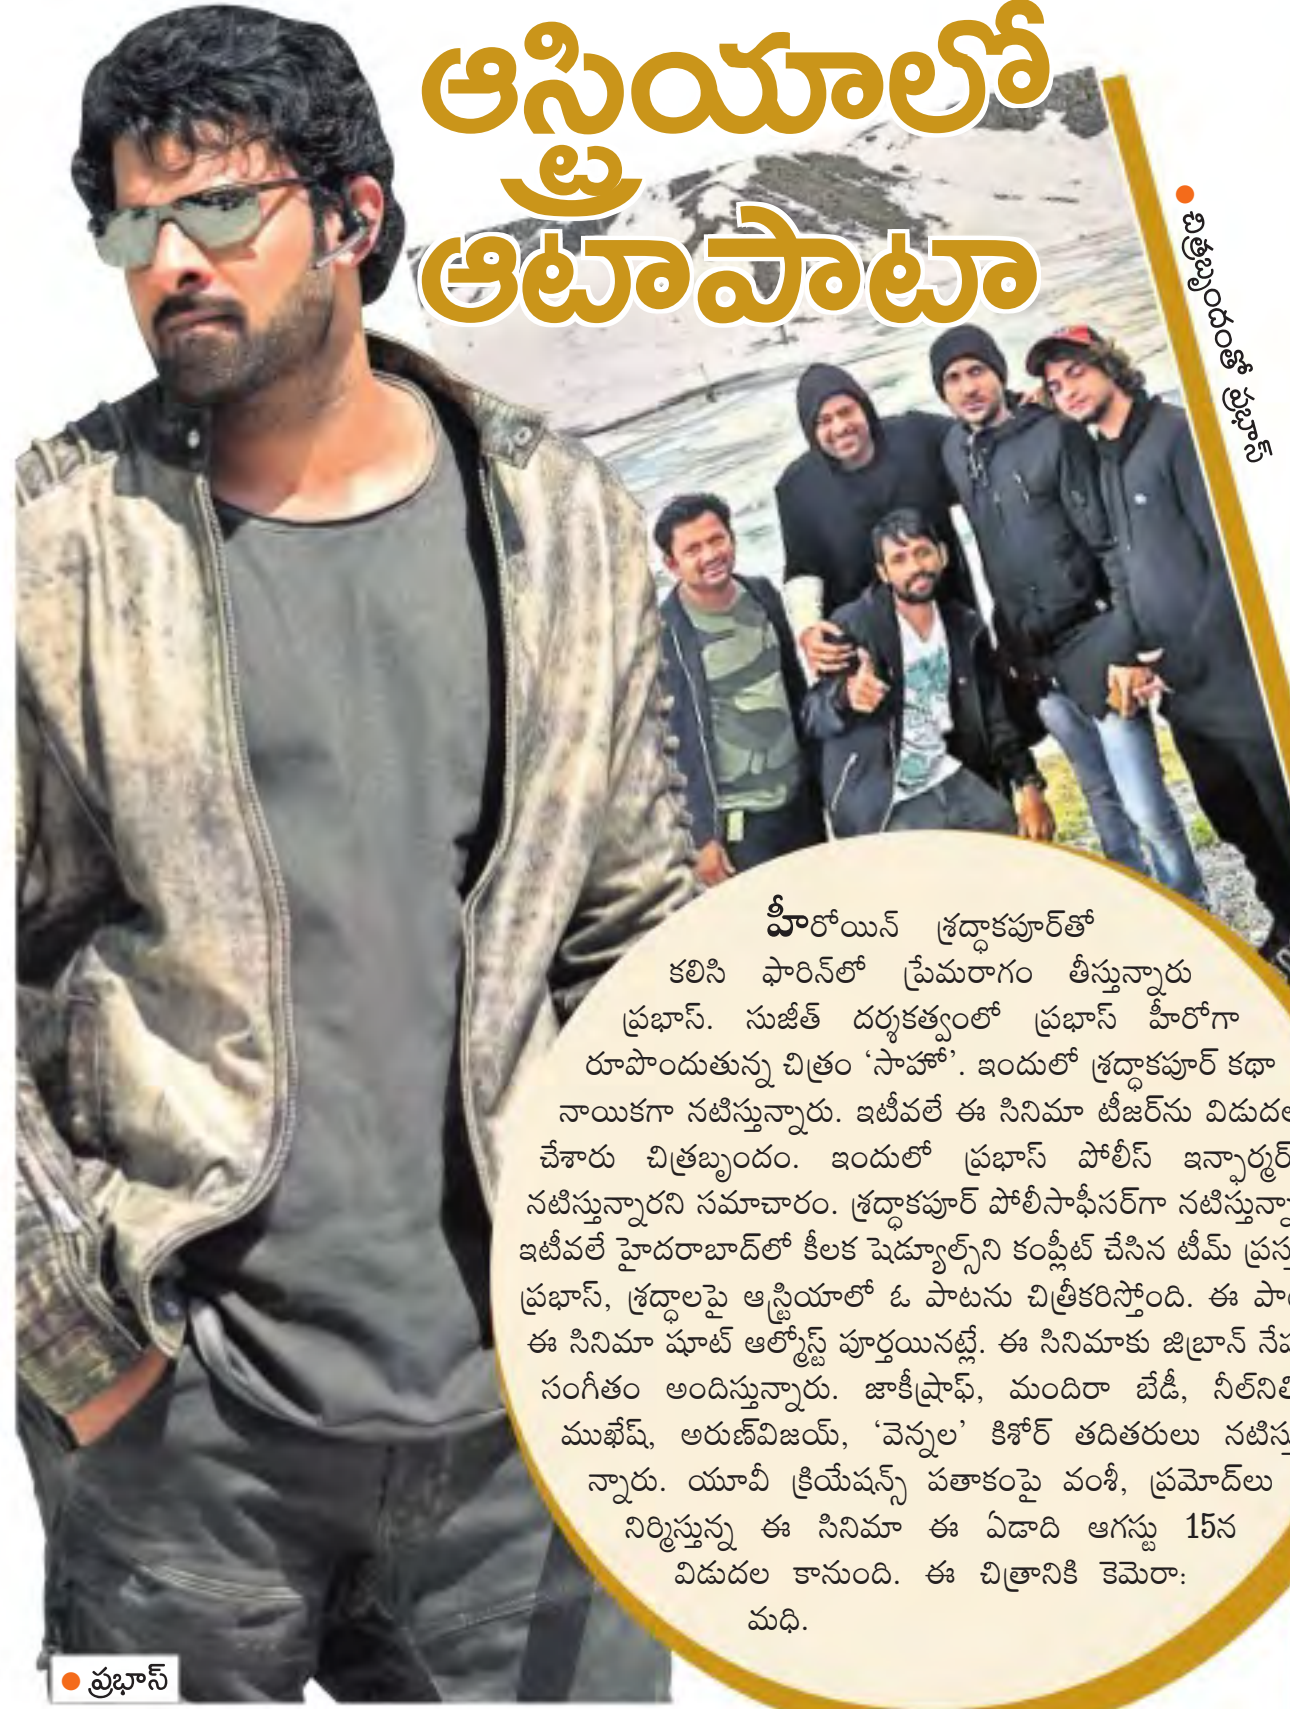 ఆస్ట్రియాలో
ఆటాపాటా
చిత్రబృందంతో ప్రభాస్
హీరోయిన్ శ్రద్ధాకపూర్‌తో
కలిసి ఫారిన్‌లో ప్రేమరాగం తీస్తున్నారు
ప్రభాస్. సుజీత్ దర్శకత్వంలో ప్రభాస్ హీరోగా
రూపొందుతున్న చిత్రం ‘సాహో’. ఇందులో శ్రద్ధాకపూర్ కథా
నాయికగా నటిస్తున్నారు. ఇటీవలే ఈ సినిమా టీజర్‌ను
చేశారు చిత్రబృందం. ఇందులో ప్రభాస్ పోలీస్ ఇన్ఫార్మర్
నటిస్తున్నారని సమాచారం. శ్రద్ధాకపూర్ పోలీసాఫీసర్‌గా
ఇటీవలే హైదరాబాద్‌లో కీలక షెడ్యూల్స్‌ని కంప్లీట్ చేసిన టీమ్
ప్రభాస్, శ్రద్ధాలపై ఆస్ట్రియాలో ఓ పాటను చిత్రీకరిస్తోంది. ఈ
ఈ సినిమా షూట్ ఆల్మోస్ట్ పూర్తయినట్లే. ఈ సినిమాకు జిబ్రాన్
సంగీతం అందిస్తున్నారు. జాకీష్రాఫ్, మందిరా బేడీ,
ముఖేష్, అరుణ్‌విజయ్, ‘వెన్నల’ కిశోర్ తదితరులు నటిస్తు
న్నారు. యూవీ క్రియేషన్స్ పతాకంపై వంశీ, ప్రమోద్‌లు
నిర్మిస్తున్న ఈ సినిమా ఈ ఏడాది ఆగస్టు 15న
విడుదల కానుంది. ఈ చిత్రానికి కెమెరా:
మధి.
ప్రభాస్